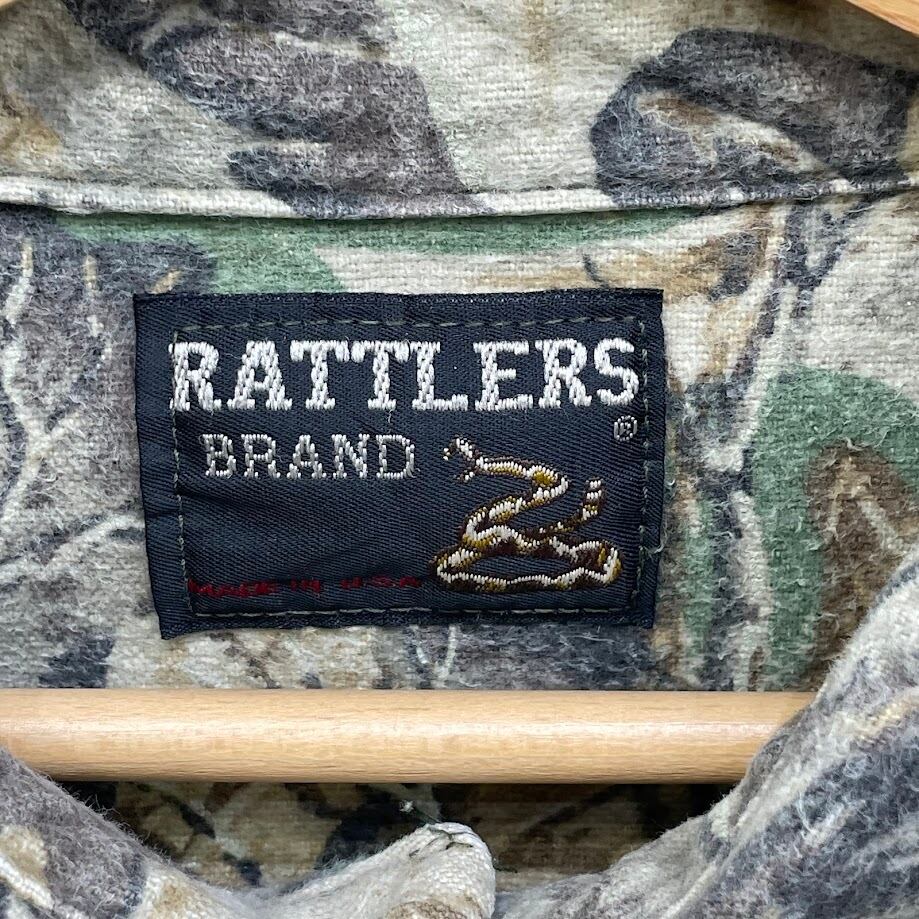 RATTLERS
®
BRAND
MADE IN U.S.A